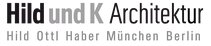 Hild und K Architektur
Hild Ottl Haber München Berlin